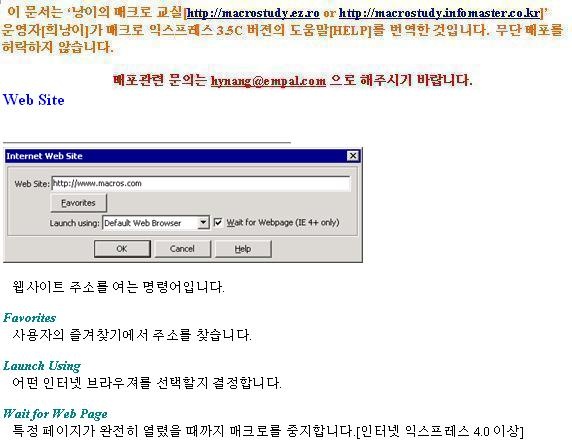 이 문서는 ‘낭이의 매크로 교실[http://macrostudy.ez.ro or http://macrostudy.infomaster.co.kr]’
운영자[희낭이]가 매크로 익스프레스 3.5C 버젼의 도움말[HELP]를 번역한 것입니다. 무단 배포를
허락하지 않습니다.
배포관련 문의는 hynang@empal.com 으로 해주시기 바랍니다.
Web Site
Internet Web Site
Web Site: http://www.macros.com
Favorites
Launch using: Default Web Browser Wait for Webpage (IE 4+ only)
OK Cancel Help
웹사이트 주소를 여는 명령어입니다.
Favorites
사용자의 즐겨찾기에서 주소를 찾습니다.
Launch Using
어떤 인터넷 브라우져를 선택할지 결정합니다.
Wait for Web Page
특정 페이지가 완전히 열렸을 때까지 매크로를 중지합니다.[인터넷 익스프레스 4.0 이상]